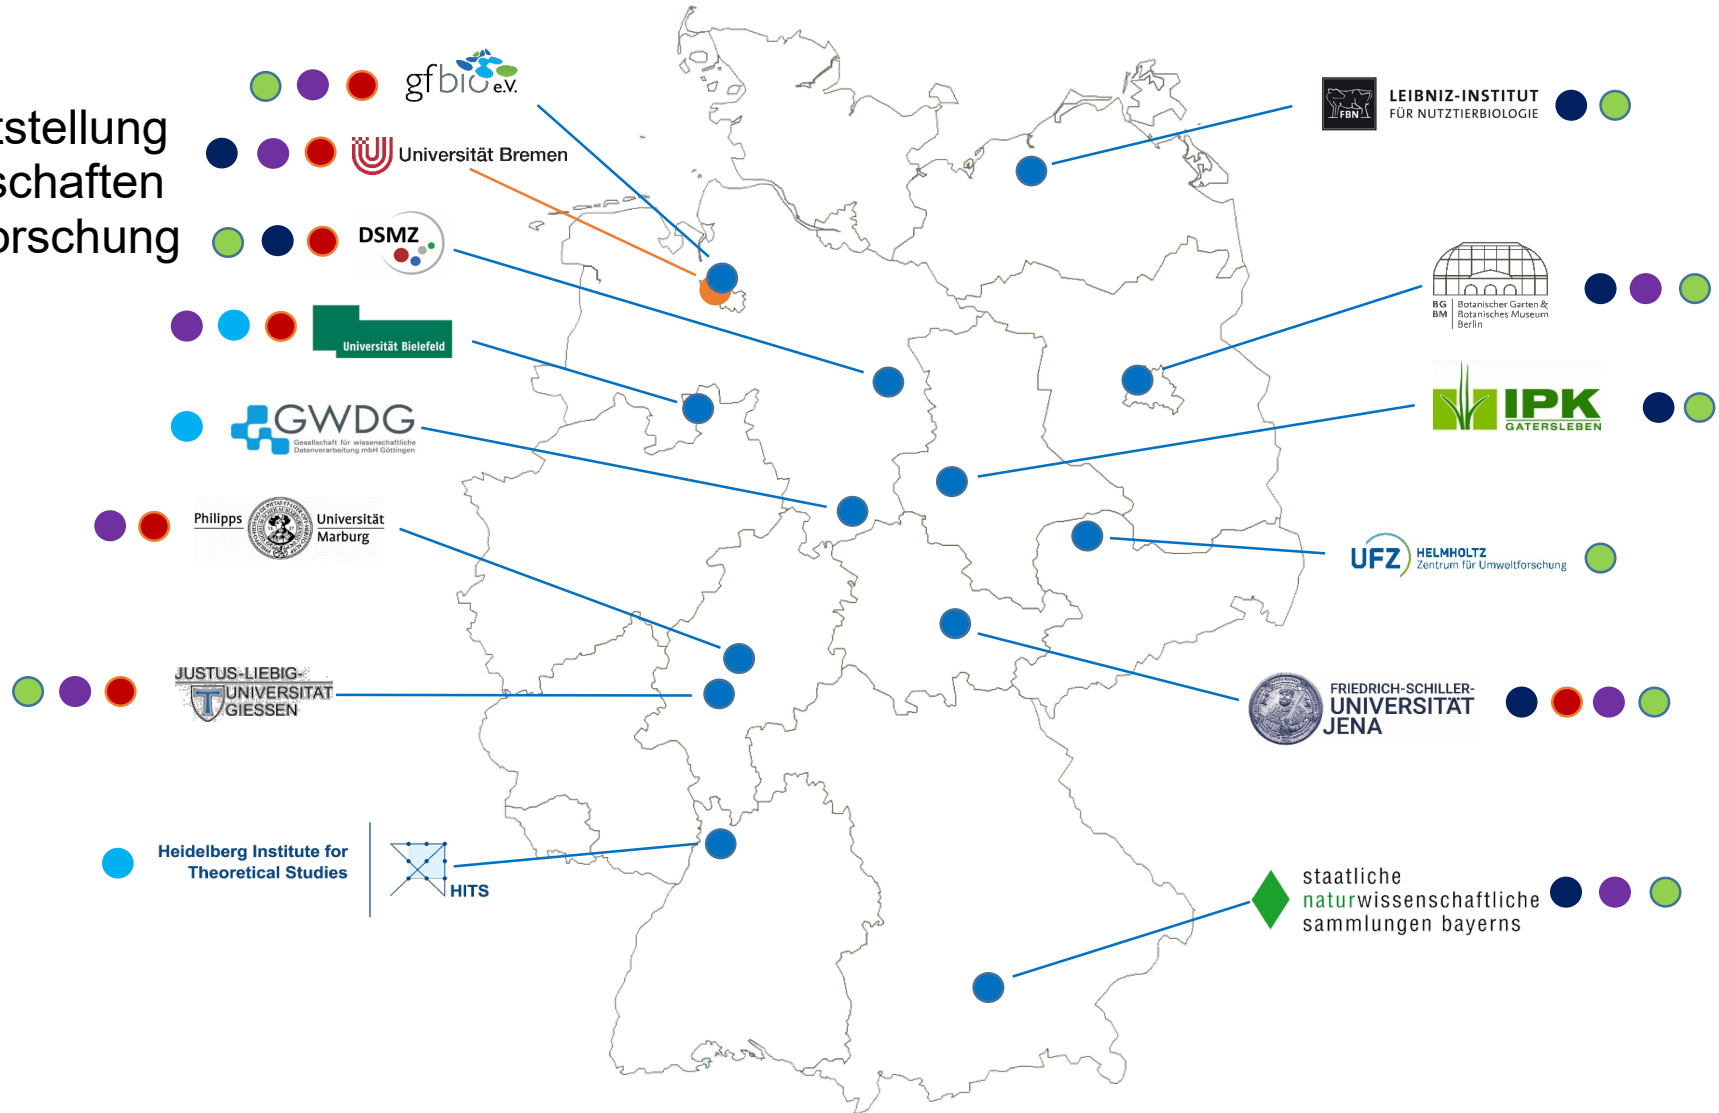 tstellung
schaften
orschung
gfbio e.V.
Universität Bremen
DSMZ
Universität Bielefeld
GWDG
Gesellschaft für wissenschaftliche
Datenverarbeitung mbH Göttingen
Philipps Universität
Marburg
JUSTUS-LIEBIG-
UNIVERSITÄT
GIESSEN
Heidelberg Institute for
Theoretical Studies
HITS
FBN
LEIBNIZ-INSTITUT
FÜR NUTZTIERBIOLOGIE
BG Botanischer Garten &
BM Botanisches Museum
Berlin
IPK
GATERSLEBEN
UFZ HELMHOLTZ
Zentrum für Umweltforschung
FRIEDRICH-SCHILLER-
UNIVERSITÄT
JENA
staatliche
naturwissenschaftliche
sammlungen bayerns